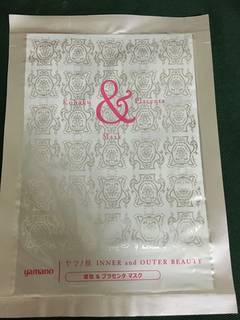 Kohaku & Placenta
Mask
ヤマノ INNER and OUTER BEAUTY
yamano
琥珀 & プラセンタ マスク